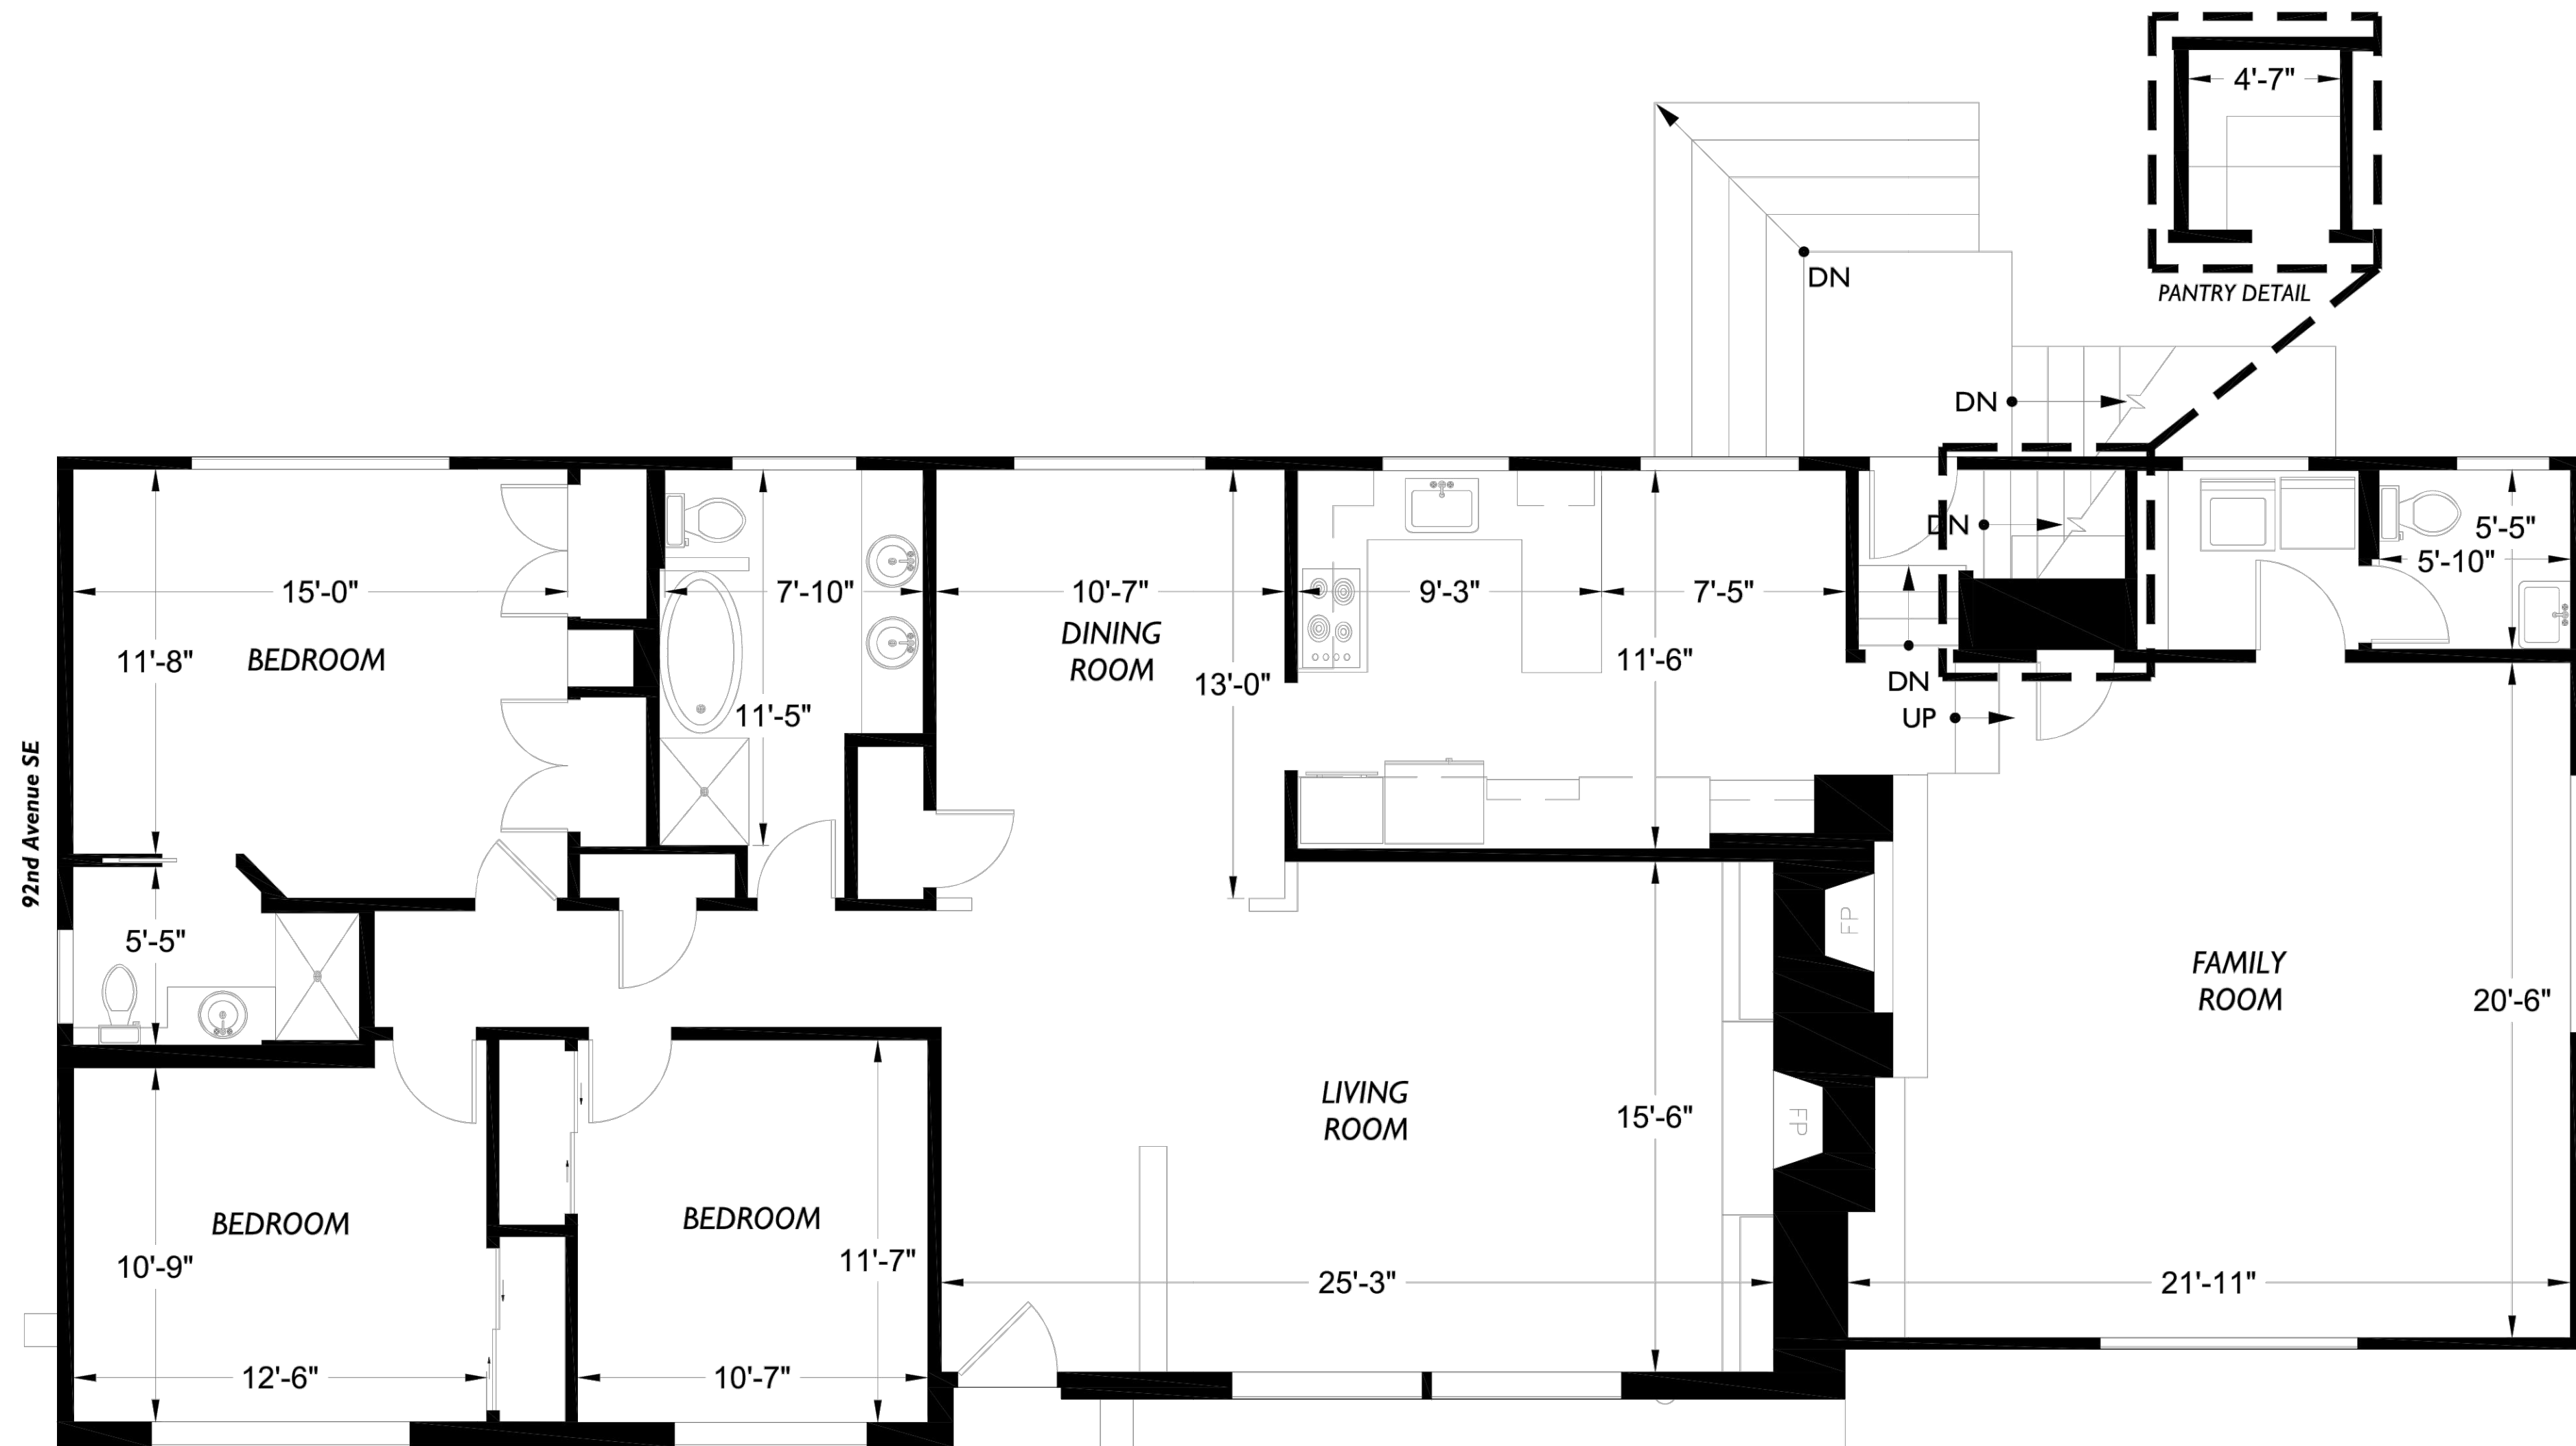 4'-7"
PANTRY DETAIL
DN
DN
DN
5'-5"
5'-10"
15'-0"
7'-10"
10'-7"
9'-3"
7'-5"
DINING
ROOM
11'-8"
BEDROOM
11'-6"
13'-0"
DN
11'-5"
UP
92nd Avenue SE
FP
5'-5"
FAMILY
ROOM
20'-6"
LIVING
ROOM
15'-6"
FP
BEDROOM
BEDROOM
10'-9"
11'-7"
25'-3"
21'-11"
12'-6"
10'-7"